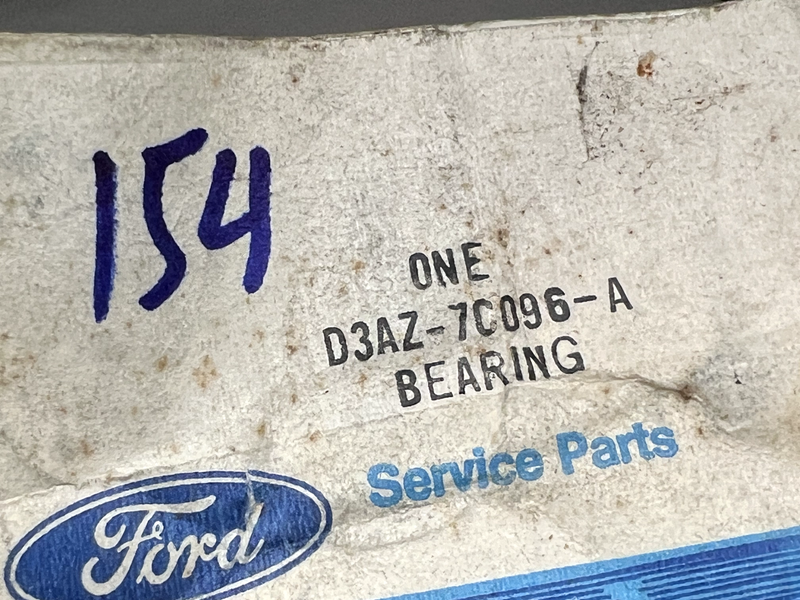 154
ONE
D3AZ-7C096-A
BEARING
Service Parts
Ford